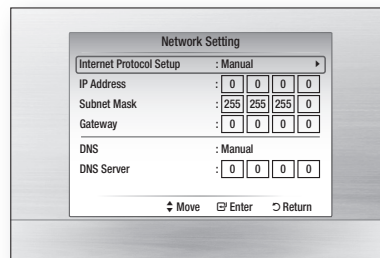 Network Setting
Internet Protocol Setup : Manual
IP Address : 0 0 0 0
Subnet Mask : 255 255 255 0
Gateway : 0 0 0 0
DNS : Manual
DNS Server : 0 0 0 0
Move Enter Return